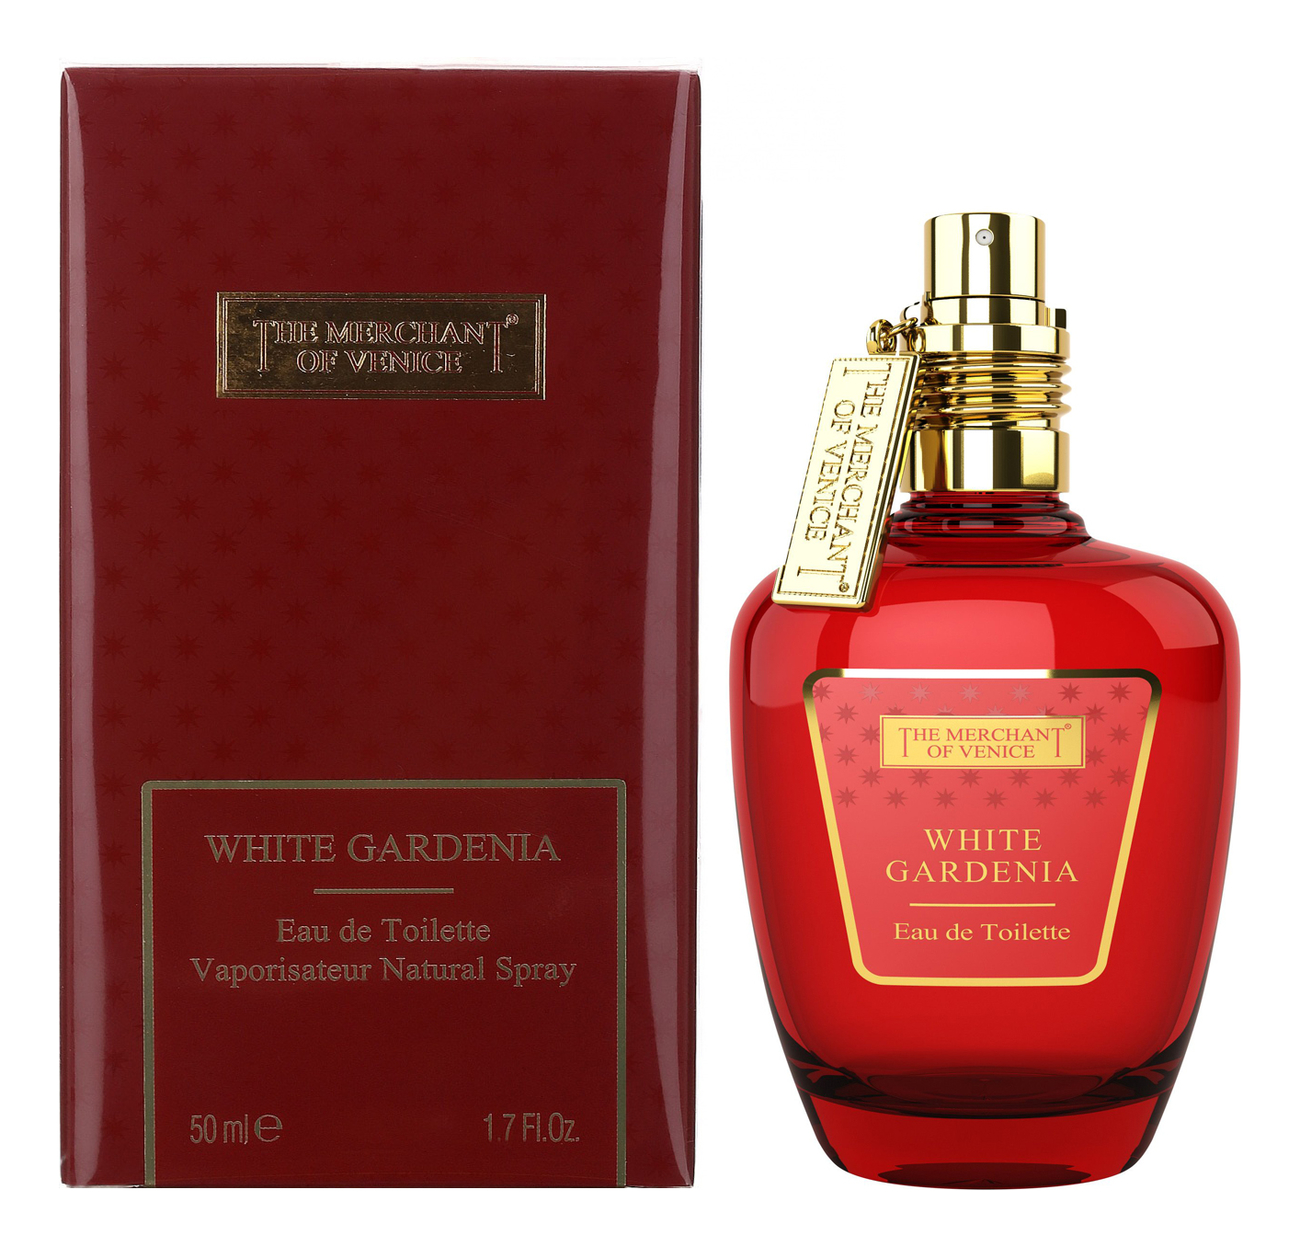 THE MERCHANT®
OF VENICE
WHITE GARDENIA
Eau de Toilette
Vaporisateur Natural Spray
50 ml ℮
1.7 Fl.Oz.
THE MERCHANT®
OF VENICE
THE MERCHANT®
OF VENICE
WHITE
GARDENIA
Eau de Toilette